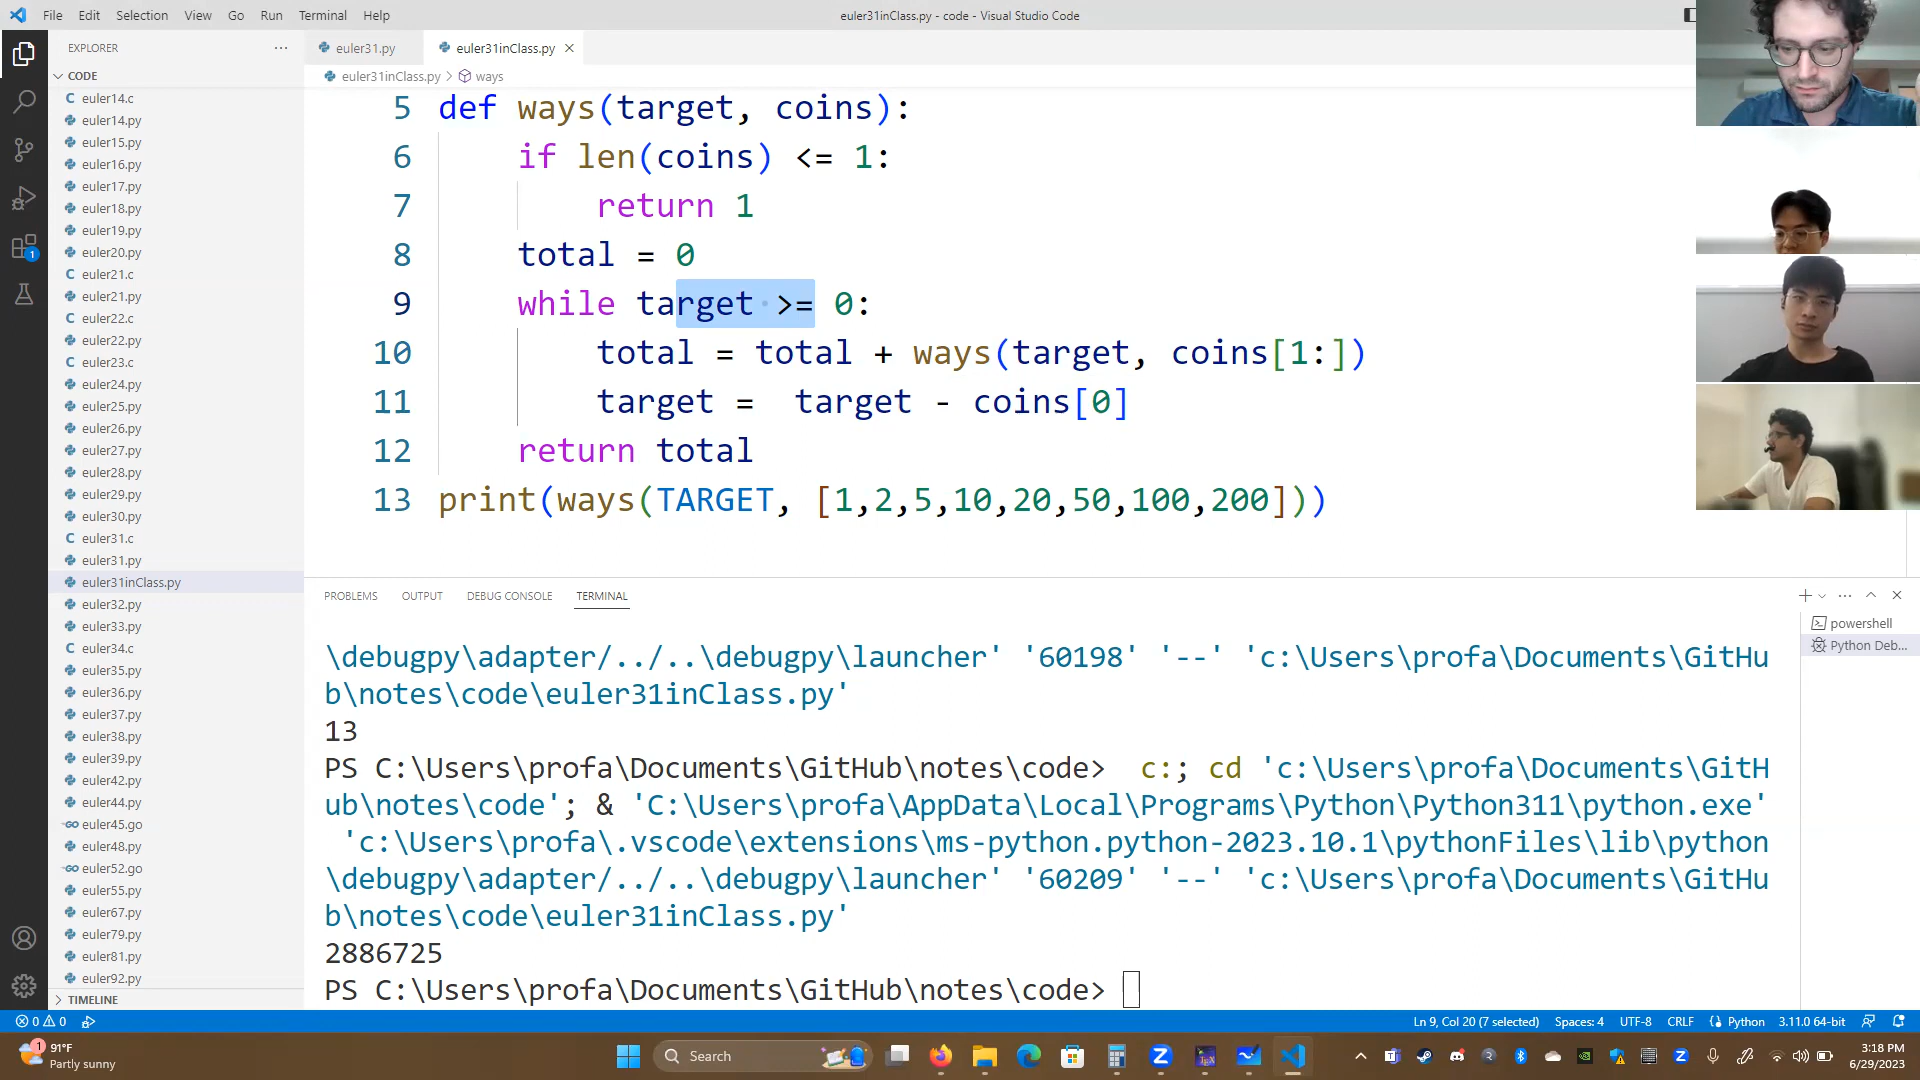 File Edit Selection View Go Run Terminal Help
euler31inClass.py - code - Visual Studio Code
EXPLORER
CODE
euler14.c
euler14.py
euler15.py
euler16.py
euler17.py
euler18.py
euler19.py
euler20.py
euler21.c
euler21.py
euler22.c
euler22.py
euler23.c
euler24.py
euler25.py
euler26.py
euler27.py
euler28.py
euler29.py
euler30.py
euler31.c
euler31.py
euler31inClass.py
euler32.py
euler33.py
euler34.c
euler35.py
euler36.py
euler37.py
euler38.py
euler39.py
euler42.py
euler44.py
euler45.go
euler48.py
euler52.go
euler55.py
euler67.py
euler79.py
euler81.py
euler92.py
TIMELINE
euler31.py
euler31inClass.py
euler31inClass.py > ways
5 def ways(target, coins):
6 if len(coins) <= 1:
7 return 1
8 total = 0
9 while target >= 0:
10 total = total + ways(target, coins[1:])
11 target =  target - coins[0]
12 return total
13 print(ways(TARGET, [1,2,5,10,20,50,100,200]))
PROBLEMS OUTPUT DEBUG CONSOLE TERMINAL
powershell
Python Deb...
\debugpy\adapter/../..\debugpy\launcher' '60198' '--' 'c:\Users\profa\Documents\GitHu
b\notes\code\euler31inClass.py'
13
PS C:\Users\profa\Documents\GitHub\notes\code>  c:; cd 'c:\Users\profa\Documents\GitH
ub\notes\code'; & 'C:\Users\profa\AppData\Local\Programs\Python\Python311\python.exe'
'c:\Users\profa\.vscode\extensions\ms-python.python-2023.10.1\pythonFiles\lib\python
\debugpy\adapter/../..\debugpy\launcher' '60209' '--' 'c:\Users\profa\Documents\GitHu
b\notes\code\euler31inClass.py'
2886725
PS C:\Users\profa\Documents\GitHub\notes\code>
0 0
Ln 9, Col 20 (7 selected) Spaces: 4 UTF-8 CRLF Python 3.11.0 64-bit
1
91°F
Partly sunny
Search
3:18 PM
6/29/2023